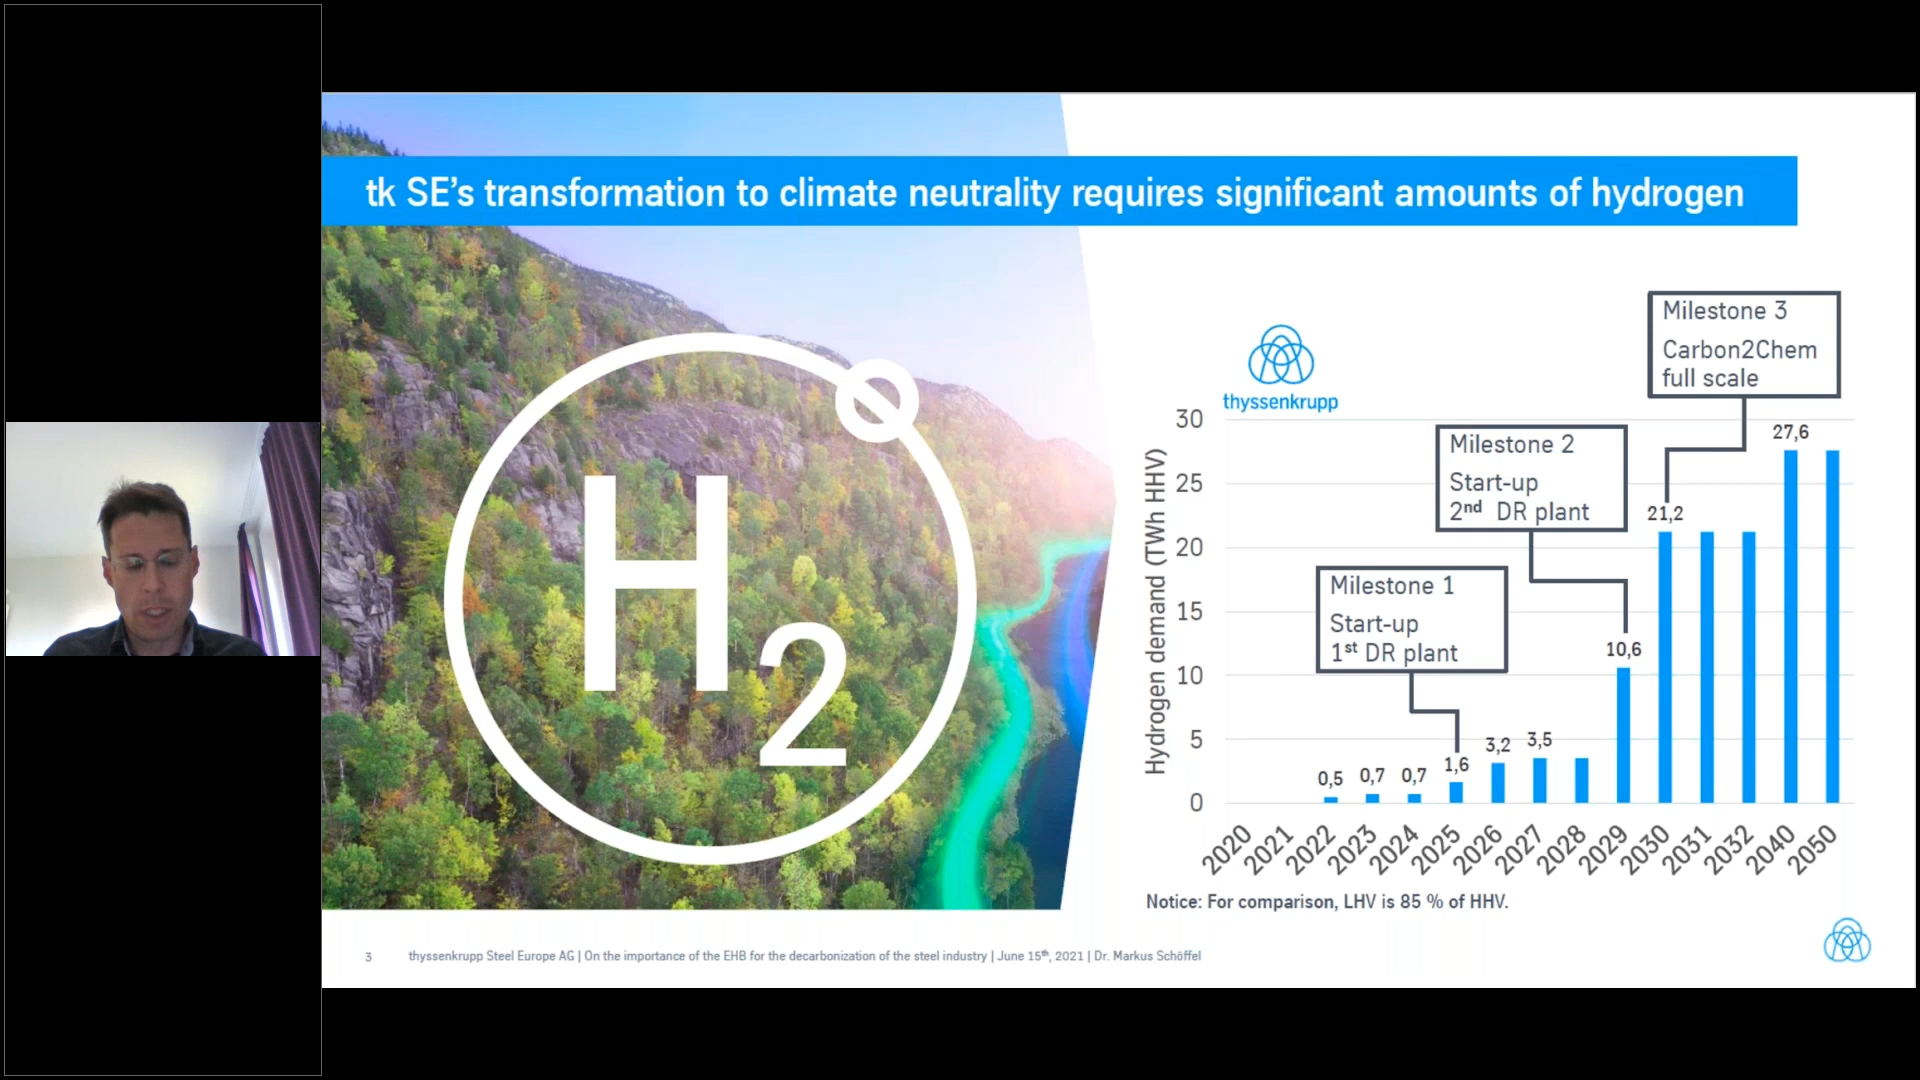 tk SE's transformation to climate neutrality requires significant amounts of hydrogen
H2
thyssenkrupp
Milestone 3
Carbon2Chem
full scale
Milestone 2
Start-up
2nd DR plant
Milestone 1
Start-up
1st DR plant
Hydrogen demand (TWh HHV)
30
25
20
15
10
5
0
0,5
0,7
0,7
1,6
3,2
3,5
10,6
21,2
27,6
2020
2021
2022
2023
2024
2025
2026
2027
2028
2029
2030
2031
2032
2040
2050
Notice: For comparison, LHV is 85 % of HHV.
3 thyssenkrupp Steel Europe AG | On the importance of the EHB for the decarbonization of the steel industry | June 15th, 2021 | Dr. Markus Schöffel